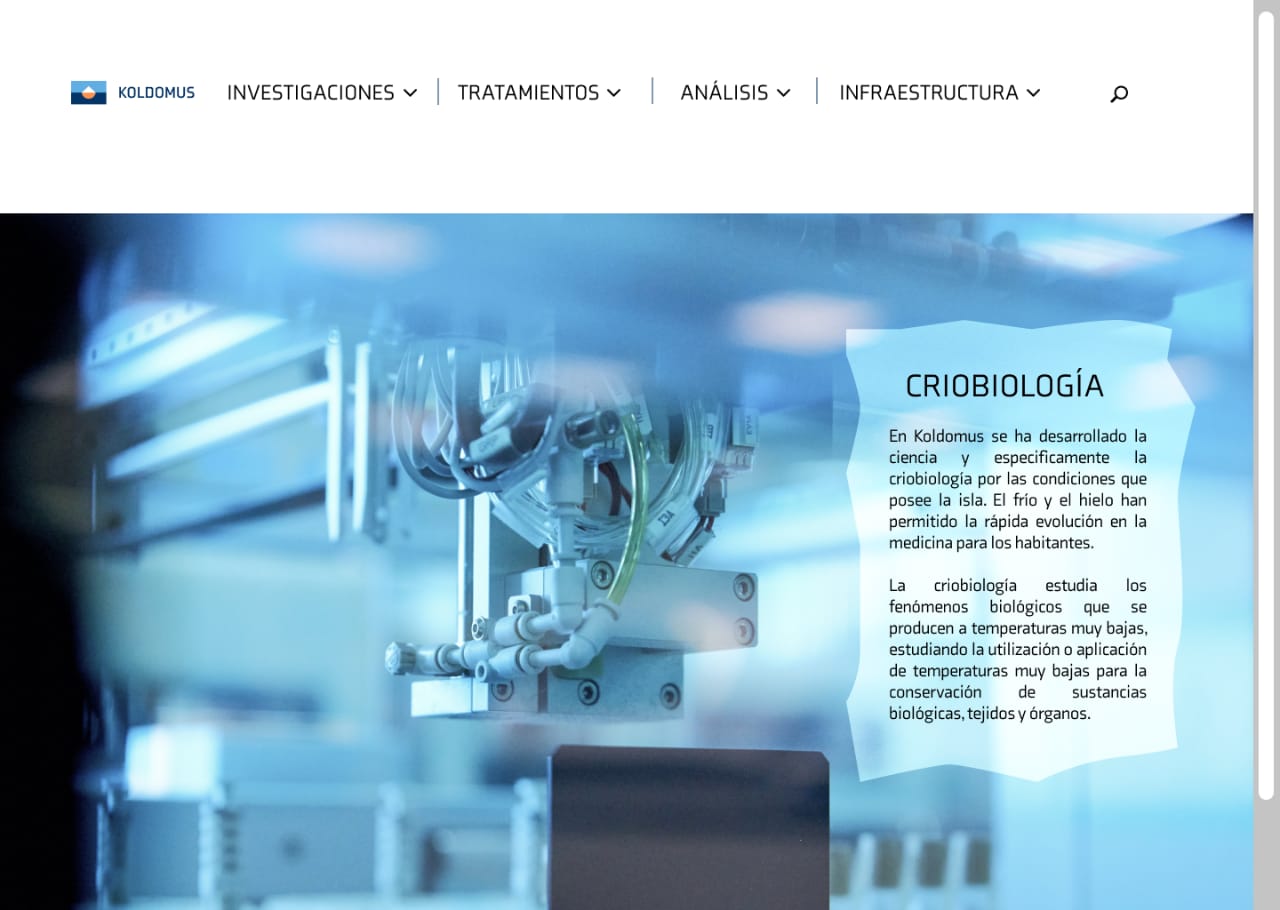 KOLDOMUS INVESTIGACIONES TRATAMIENTOS ANÁLISIS INFRAESTRUCTURA
CRIOBIOLOGÍA
En Koldomus se ha desarrollado la
ciencia y especificamente la
criobiología por las condiciones que
posee la isla. El frío y el hielo han
permitido la rápida evolución en la
medicina para los habitantes.
La criobiología estudia los
fenómenos biológicos que se
producen a temperaturas muy bajas,
estudiando la utilización o aplicación
de temperaturas muy bajas para la
conservación de sustancias
biológicas, tejidos y órganos.